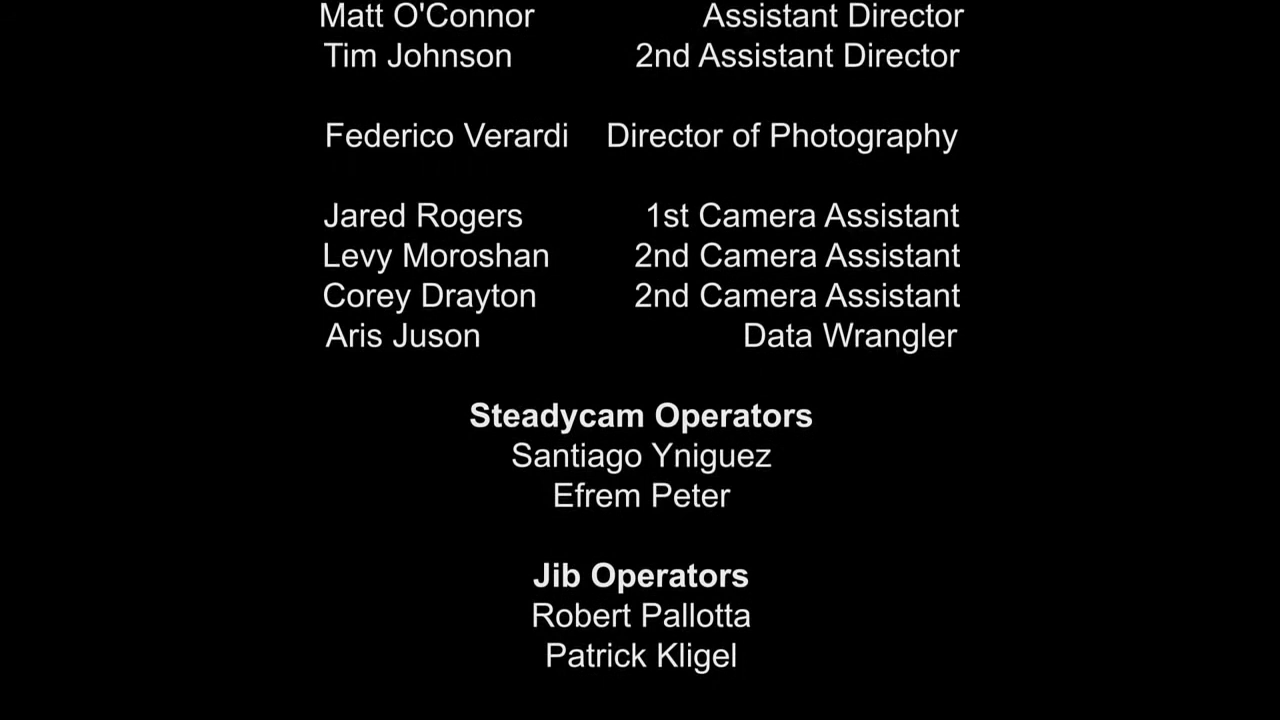 Matt O'Connor Assistant Director
Tim Johnson 2nd Assistant Director
Federico Verardi Director of Photography
Jared Rogers 1st Camera Assistant
Levy Moroshan 2nd Camera Assistant
Corey Drayton 2nd Camera Assistant
Aris Juson Data Wrangler
Steadycam Operators
Santiago Yniguez
Efrem Peter
Jib Operators
Robert Pallotta
Patrick Kligel